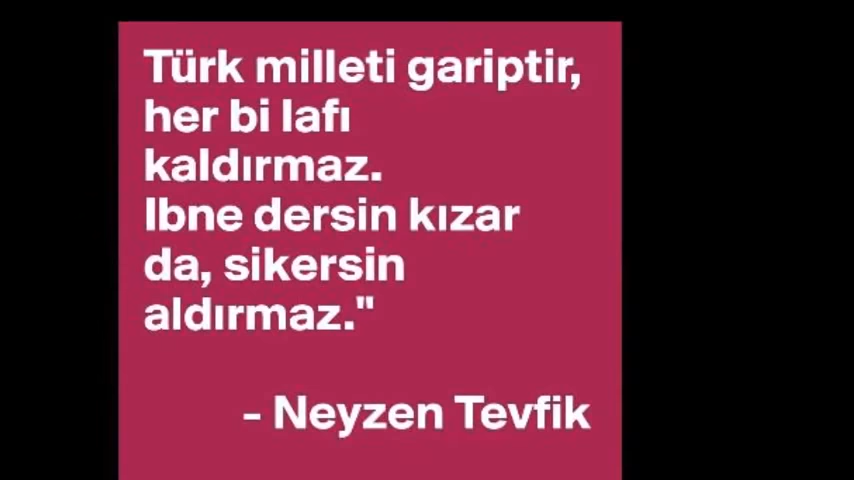 Türk milleti gariptir,
her bi lafı
kaldırmaz.
Ibne dersin kızar
da, sikersin
aldırmaz."
- Neyzen Tevfik